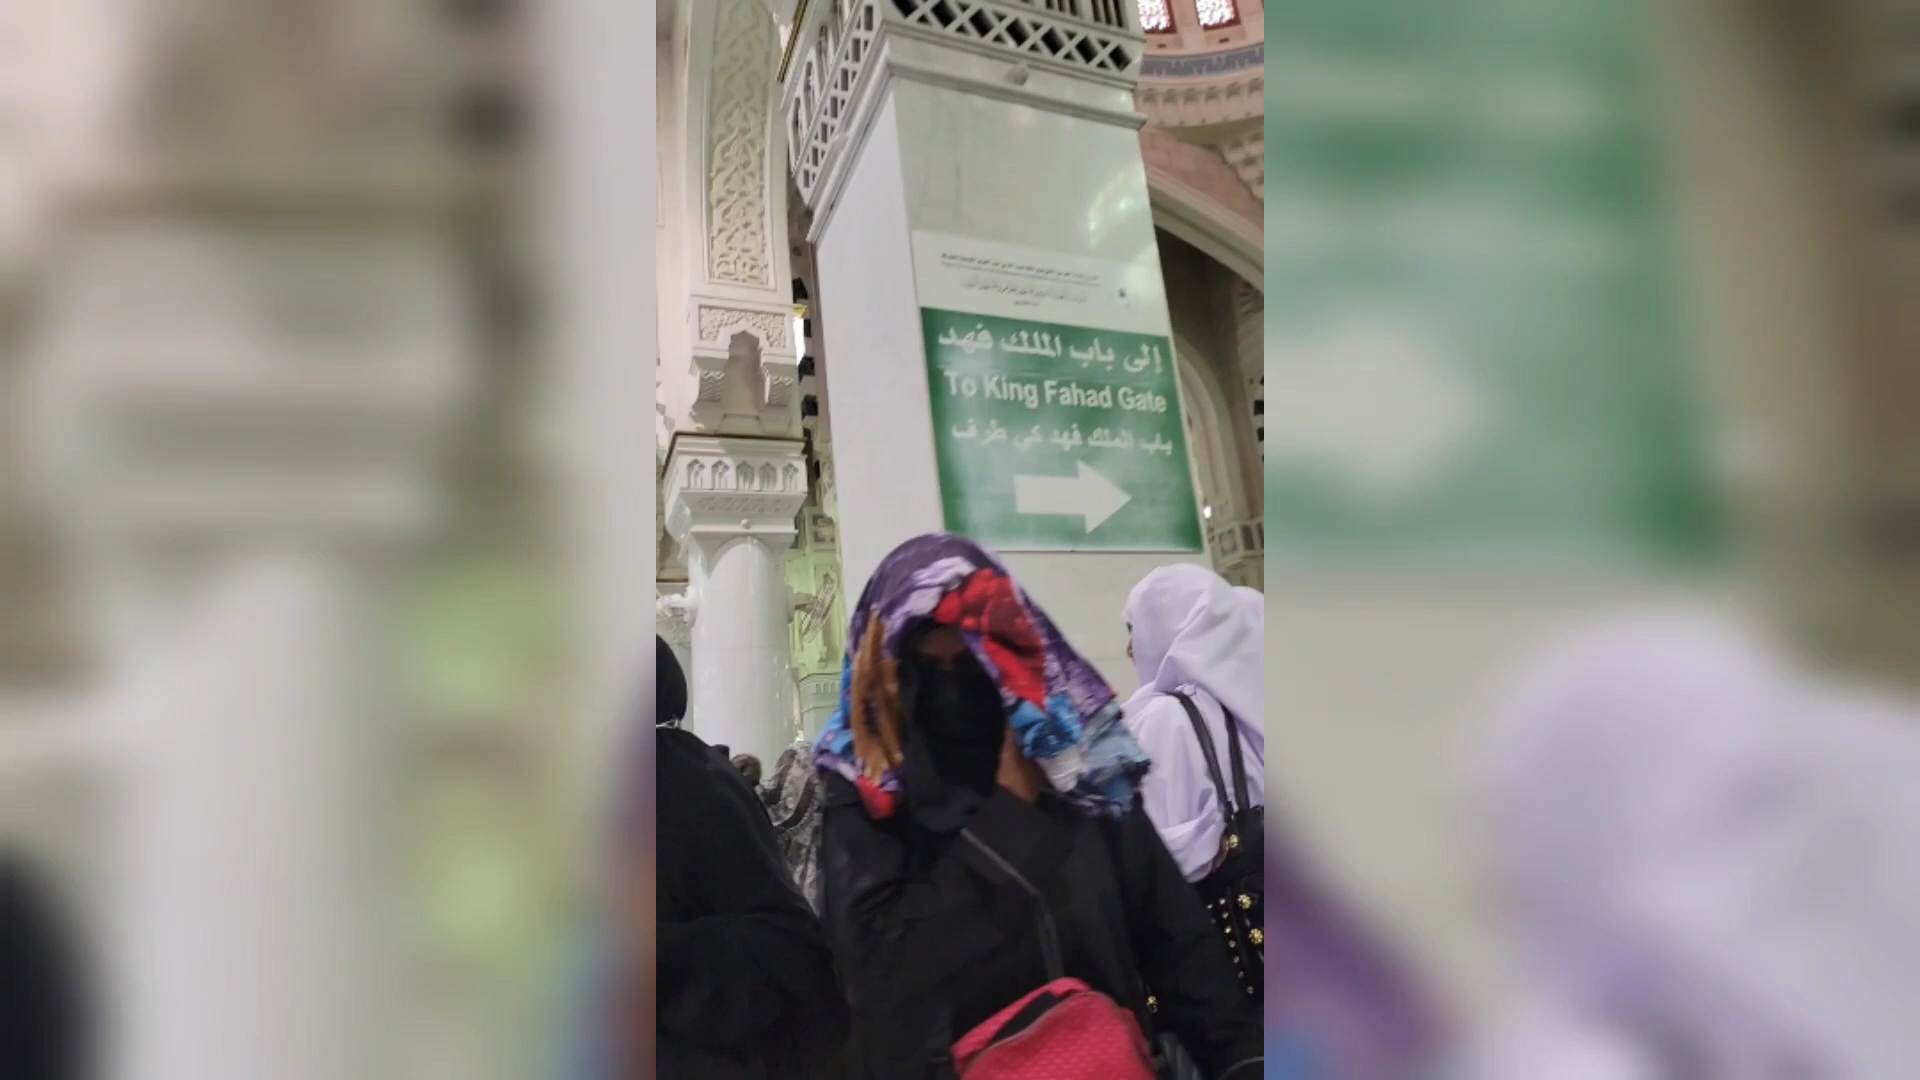 إلى باب الملك فهد
To King Fahad Gate
باب الملك فهد کی طرف